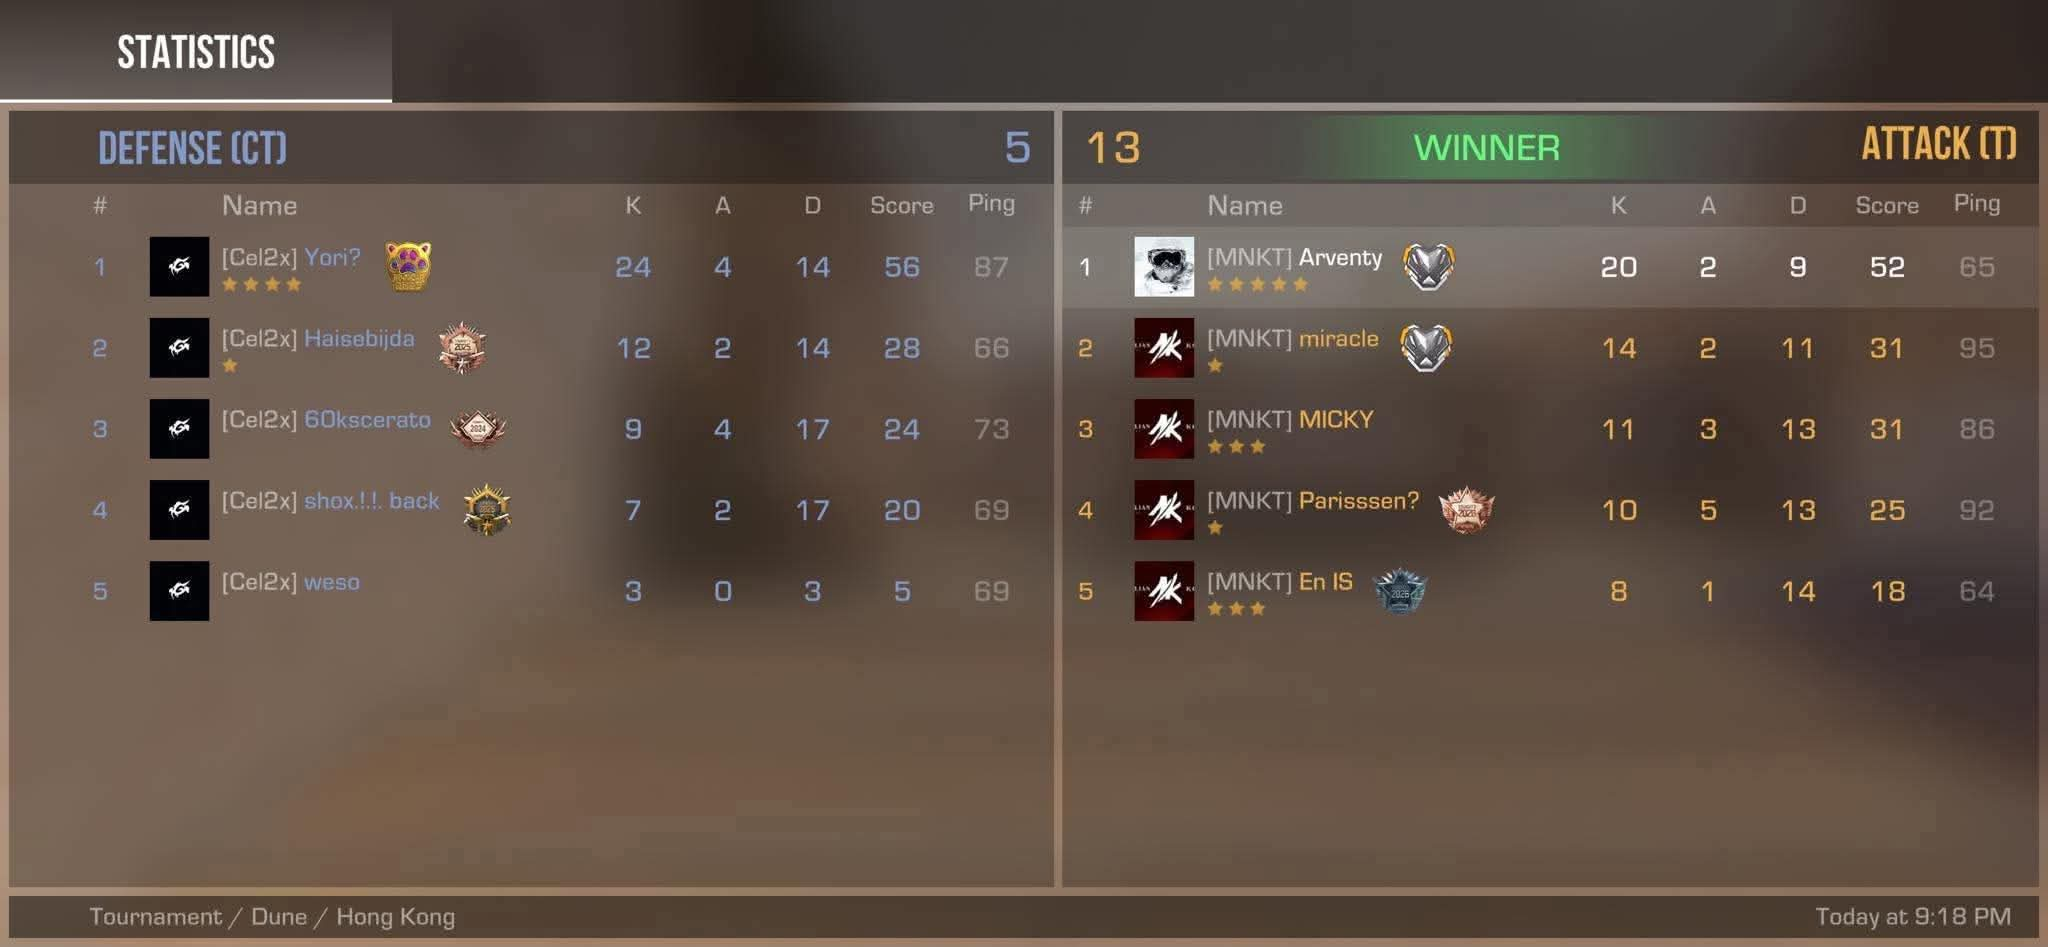 STATISTICS
DEFENSE (CT) 5
# Name K A D Score Ping
1 [Cel2x] Yori? 24 4 14 56 87
2 [Cel2x] Haisebijda 2025 12 2 14 28 66
3 [Cel2x] 60kscerato 2024 9 4 17 24 73
4 [Cel2x] shox.!.!. back 2025 7 2 17 20 69
5 [Cel2x] weso 3 0 3 5 69
13 WINNER ATTACK (T)
# Name K A D Score Ping
1 [MNKT] Arventy 20 2 9 52 65
2 [MNKT] miracle 14 2 11 31 95
3 [MNKT] MICKY 11 3 13 31 86
4 [MNKT] Parisssen? 10 5 13 25 92
5 [MNKT] En IS 8 1 14 18 64
Tournament / Dune / Hong Kong
Today at 9:18 PM